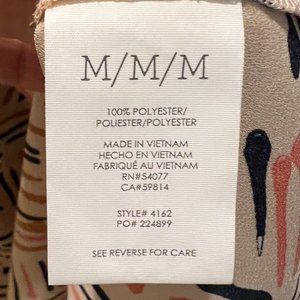 M/M/M
100% POLYESTER/
POLIESTER/POLYESTER
MADE IN VIETNAM
HECHO EN VIETNAM
FABRIQUÉ AU VIETNAM
RN#54077
CA#59814
STYLE# 4162
PO# 224899
SEE REVERSE FOR CARE